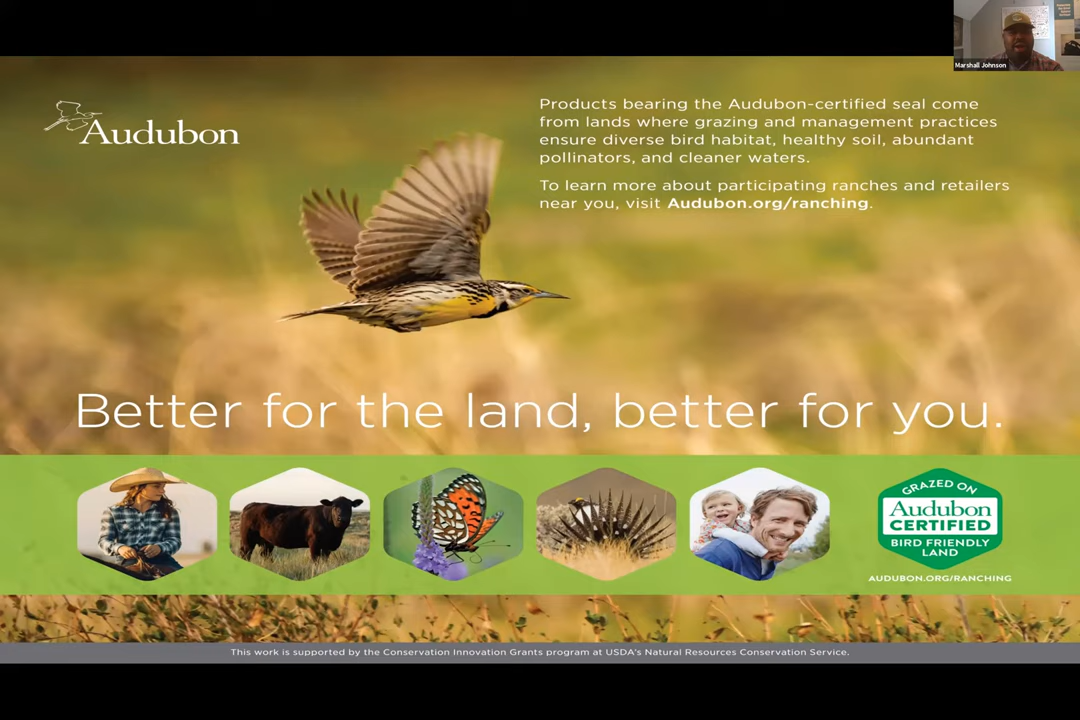 Marshall Johnson
Audubon
Products bearing the Audubon-certified seal come
from lands where grazing and management practices
ensure diverse bird habitat, healthy soil, abundant
pollinators, and cleaner waters.
To learn more about participating ranches and retailers
near you, visit Audubon.org/ranching.
Better for the land, better for you.
GRAZED ON
Audubon
CERTIFIED
BIRD FRIENDLY
LAND
AUDUBON.ORG/RANCHING
This work is supported by the Conservation Innovation Grants program at USDA's Natural Resources Conservation Service.